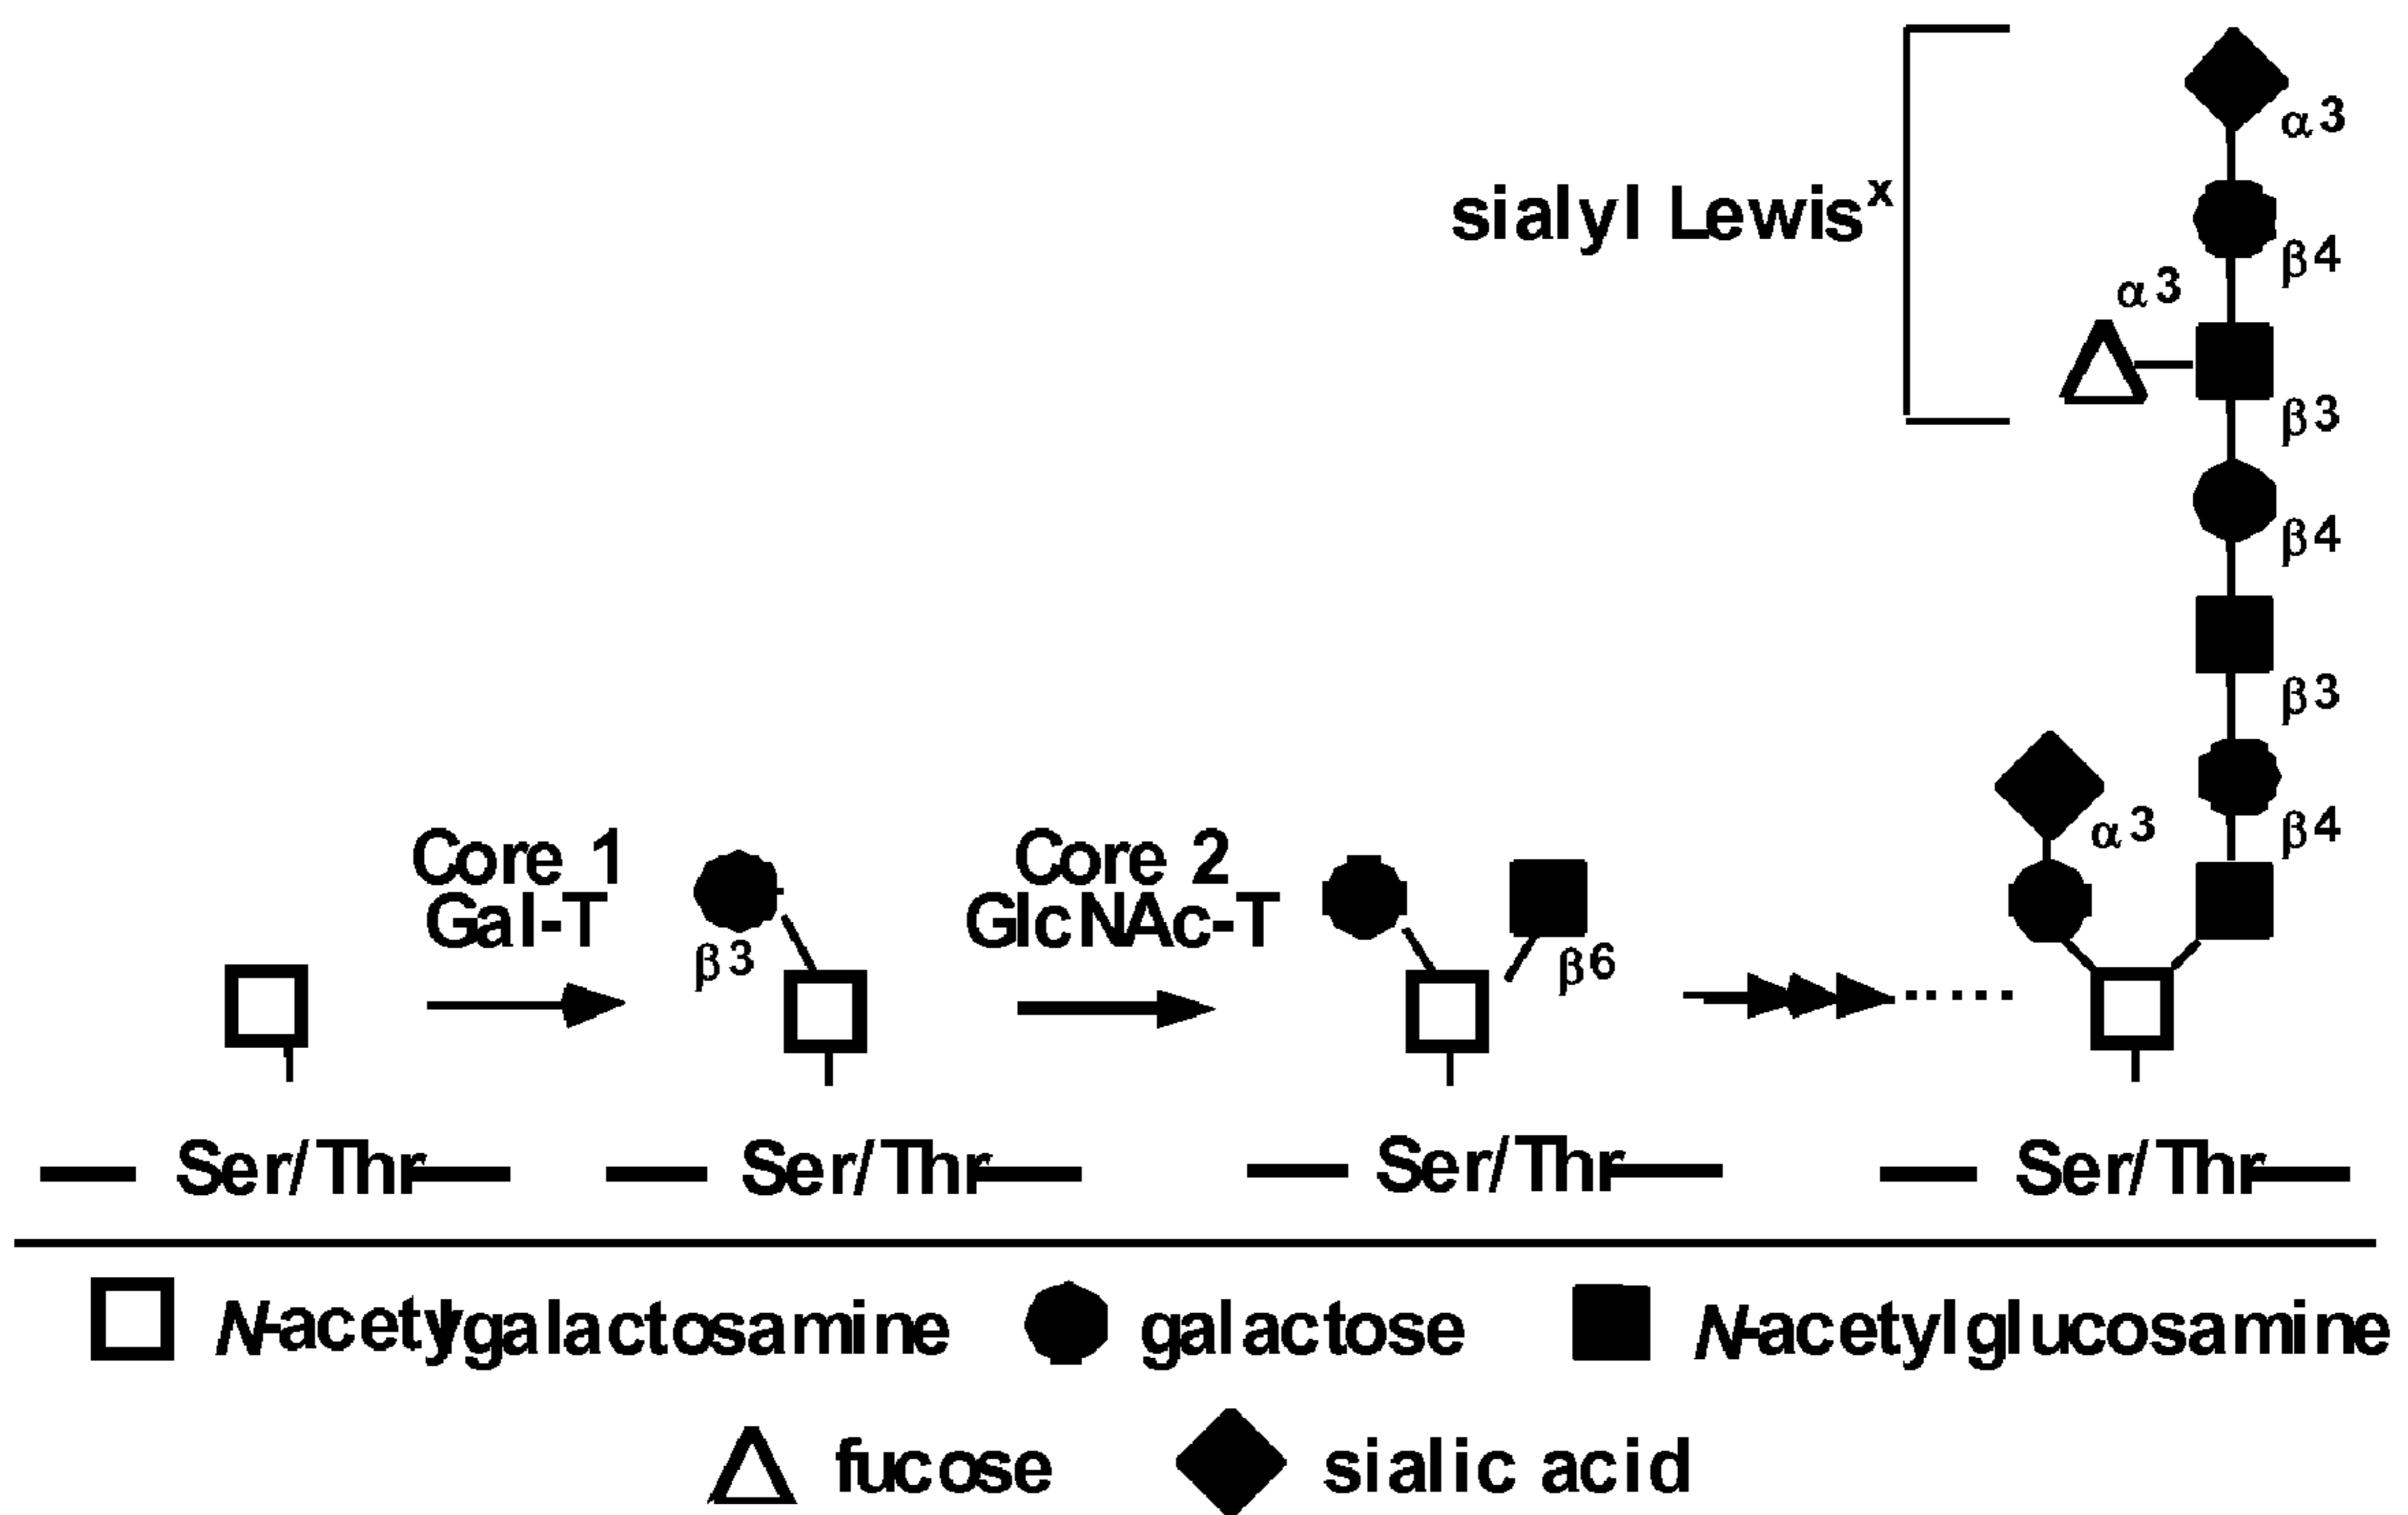 α3
sialyl Lewisˣ
β4
α3
β3
β4
β3
α3
β4
Core 1
Gal-T
β3
Core 2
GlcNAc-T
β6
Ser/Thr
Ser/Thr
Ser/Thr
Ser/Thr
N-acetylgalactosamine
galactose
N-acetylglucosamine
fucose
sialic acid